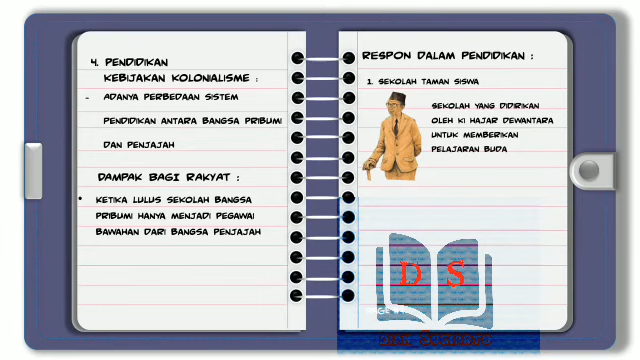 4. PENDIDIKAN
KEBIJAKAN KOLONIALISME :
- ADANYA PERBEDAAN SISTEM
PENDIDIKAN ANTARA BANGSA PRIBUMI
DAN PENJAJAH
DAMPAK BAGI RAKYAT :
• KETIKA LULUS SEKOLAH BANGSA
PRIBUMI HANYA MENJADI PEGAWAI
BAWAHAN DARI BANGSA PENJAJAH
RESPON DALAM PENDIDIKAN :
1. SEKOLAH TAMAN SISWA
SEKOLAH YANG DIDIRIKAN
OLEH KI HAJAR DEWANTARA
UNTUK MEMBERIKAN
PELAJARAN BUDA
D S